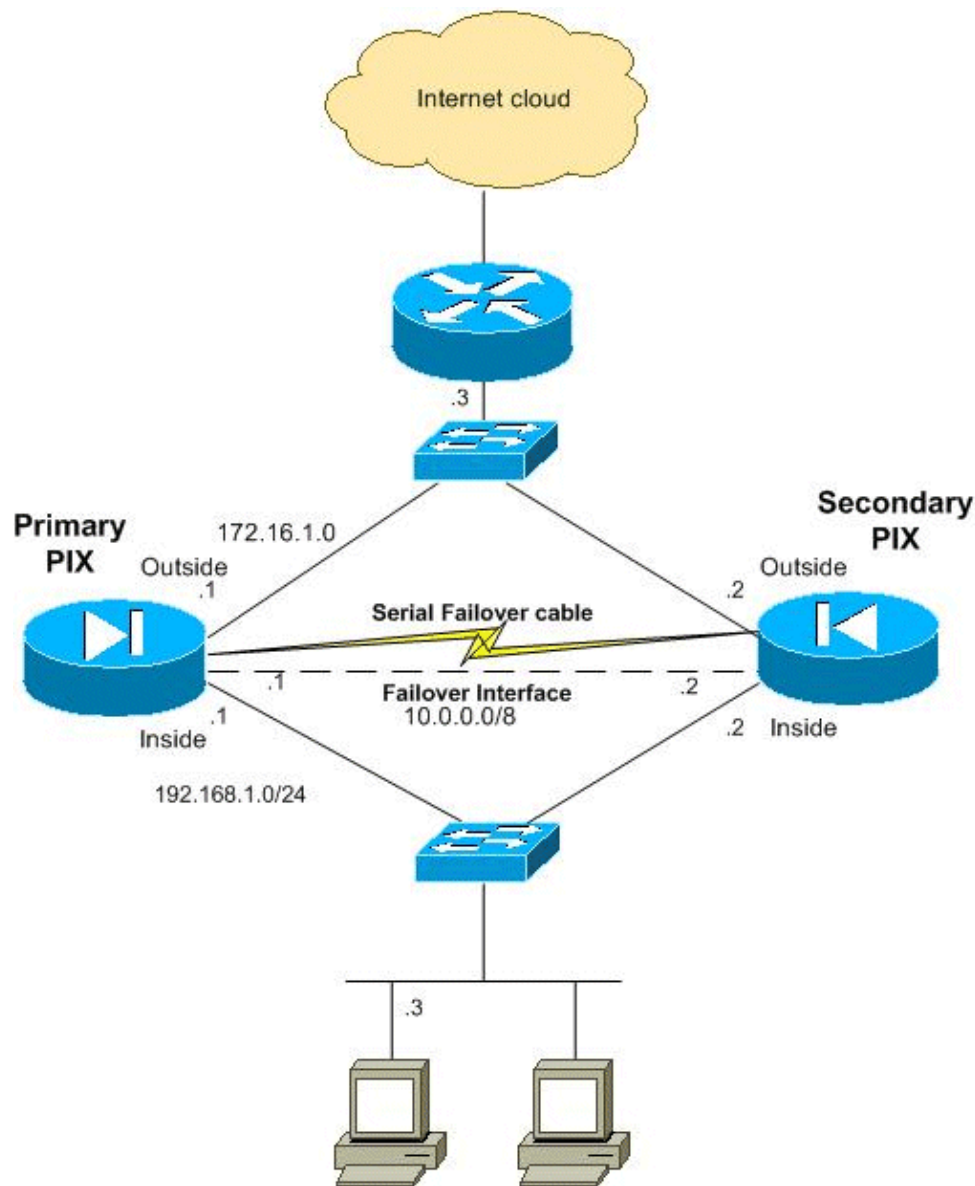 Internet cloud
.3
Primary
PIX
172.16.1.0
Secondary
PIX
Outside
.1
.2
Outside
Serial Failover cable
.1
Failover Interface
.2
10.0.0.0/8
.1
Inside
.2
Inside
192.168.1.0/24
.3